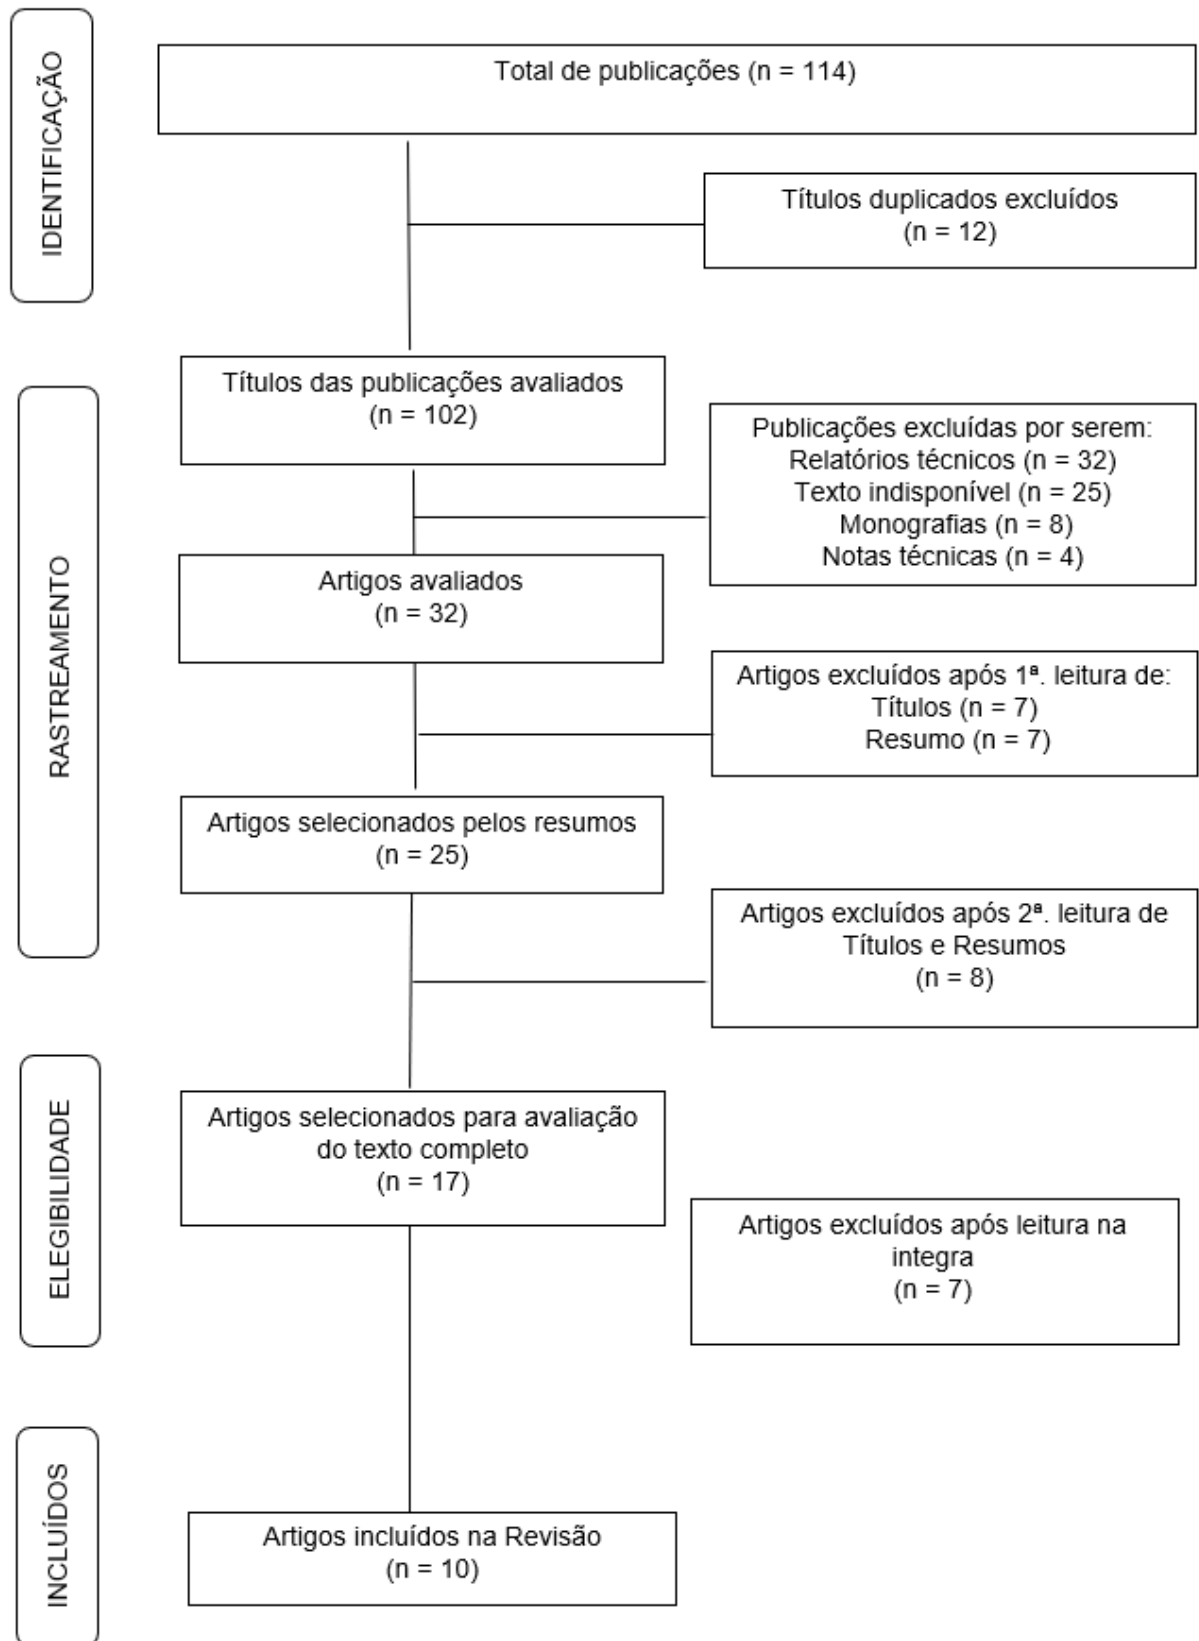 IDENTIFICAÇÃO
Total de publicações (n = 114)
Títulos duplicados excluídos
(n = 12)
RASTREAMENTO
Títulos das publicações avaliados
(n = 102)
Publicações excluídas por serem:
Relatórios técnicos (n = 32)
Texto indisponível (n = 25)
Monografias (n = 8)
Notas técnicas (n = 4)
Artigos avaliados
(n = 32)
Artigos excluídos após 1ª. leitura de:
Títulos (n = 7)
Resumo (n = 7)
Artigos selecionados pelos resumos
(n = 25)
Artigos excluídos após 2ª. leitura de
Títulos e Resumos
(n = 8)
ELEGIBILIDADE
Artigos selecionados para avaliação
do texto completo
(n = 17)
Artigos excluídos após leitura na
integra
(n = 7)
INCLUÍDOS
Artigos incluídos na Revisão
(n = 10)